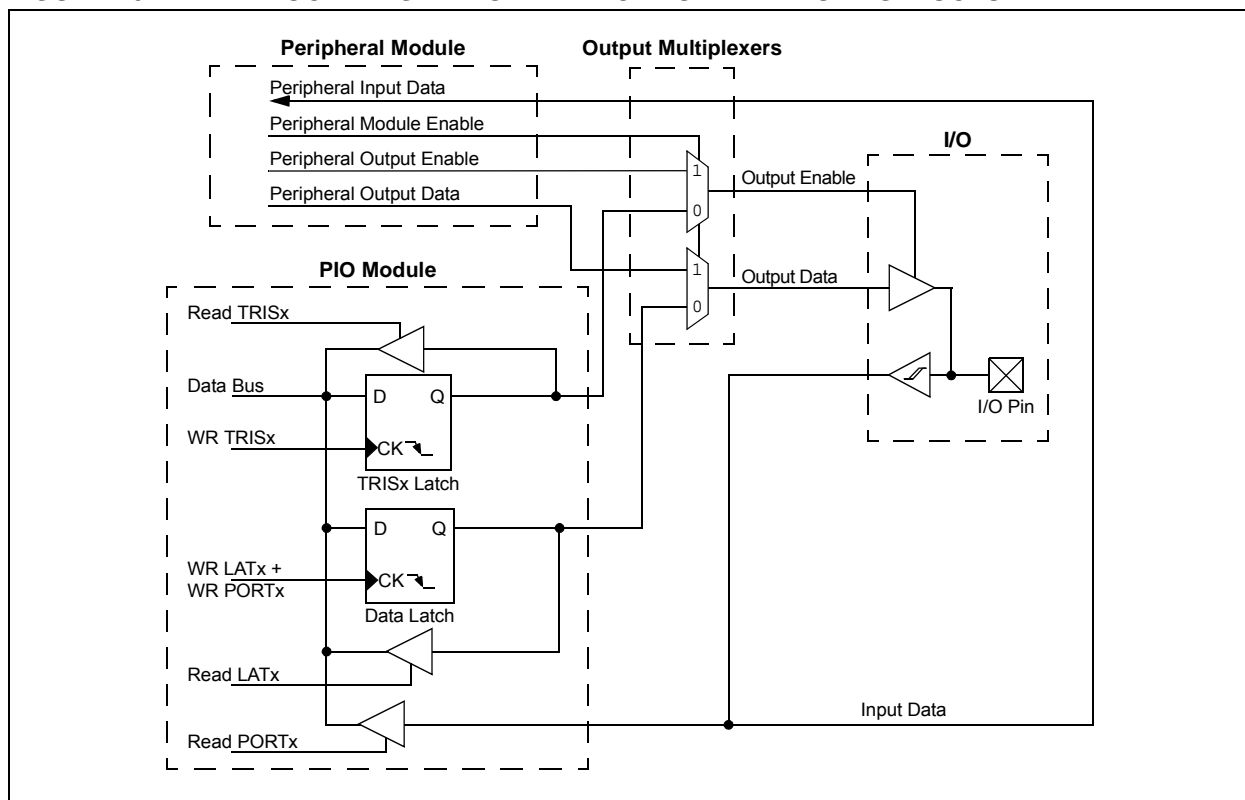 Peripheral Module
Output Multiplexers
Peripheral Input Data
Peripheral Module Enable
Peripheral Output Enable
Peripheral Output Data
1
0
1
0
Output Enable
Output Data
I/O
I/O Pin
PIO Module
Read TRISx
Data Bus
D Q
WR TRISx
CK
TRISx Latch
D Q
WR LATx +
WR PORTx
CK
Data Latch
Read LATx
Read PORTx
Input Data